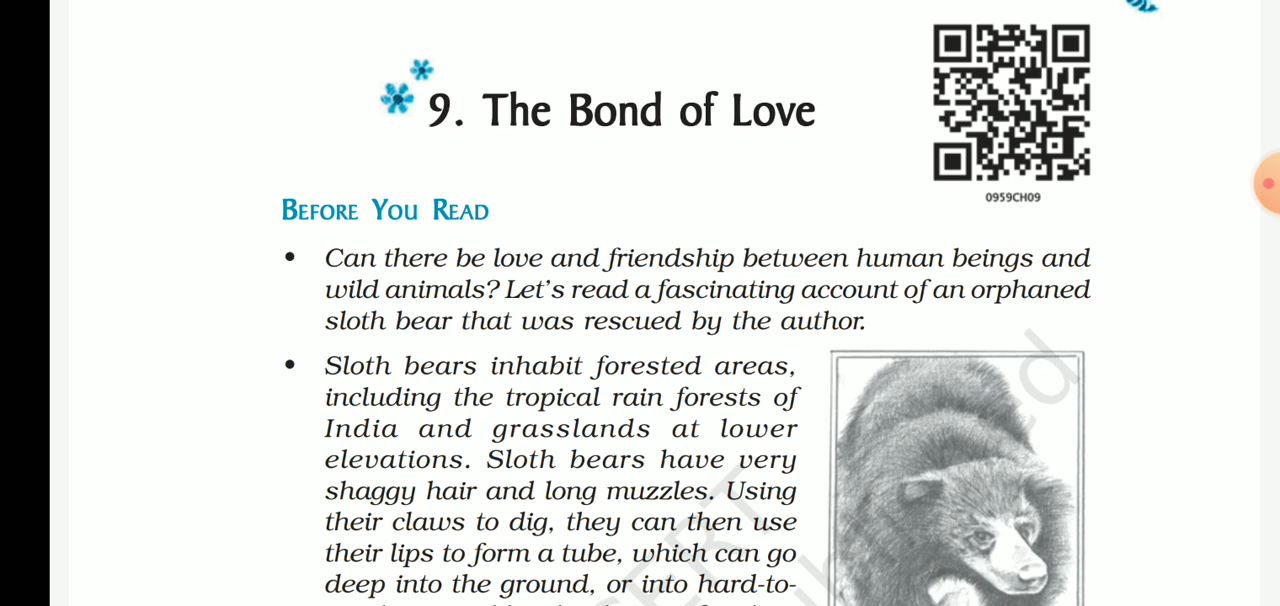 9. The Bond of Love
0959CH09
BEFORE YOU READ
• Can there be love and friendship between human beings and
wild animals? Let's read a fascinating account of an orphaned
sloth bear that was rescued by the author.
• Sloth bears inhabit forested areas,
including the tropical rain forests of
India and grasslands at lower
elevations. Sloth bears have very
shaggy hair and long muzzles. Using
their claws to dig, they can then use
their lips to form a tube, which can go
deep into the ground, or into hard-to-